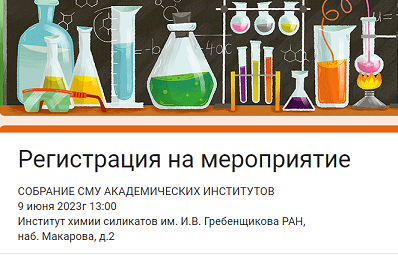 Регистрация на мероприятие
СОБРАНИЕ СМУ АКАДЕМИЧЕСКИХ ИНСТИТУТОВ
9 июня 2023г 13:00
Институт химии силикатов им. И.В. Гребенщикова РАН,
наб. Макарова, д.2